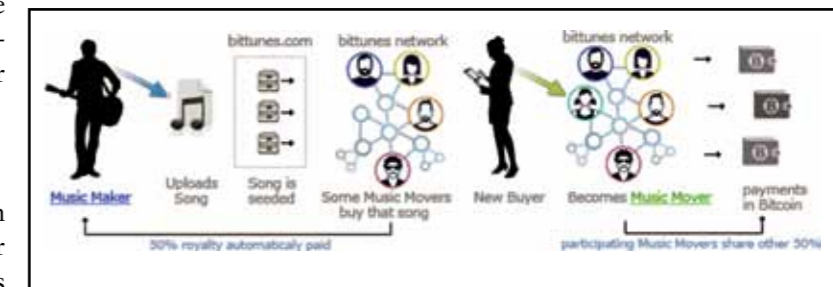 e
-
r
n
r
s
bittunes.com
bittunes network
bittunes network
Music Maker
Uploads
Song
Song is
seeded
Some Music Movers
buy that song
New Buyer
Becomes Music Mover
payments
in Bitcoin
50% royalty automaticaly paid
participating Music Movers share other 50%